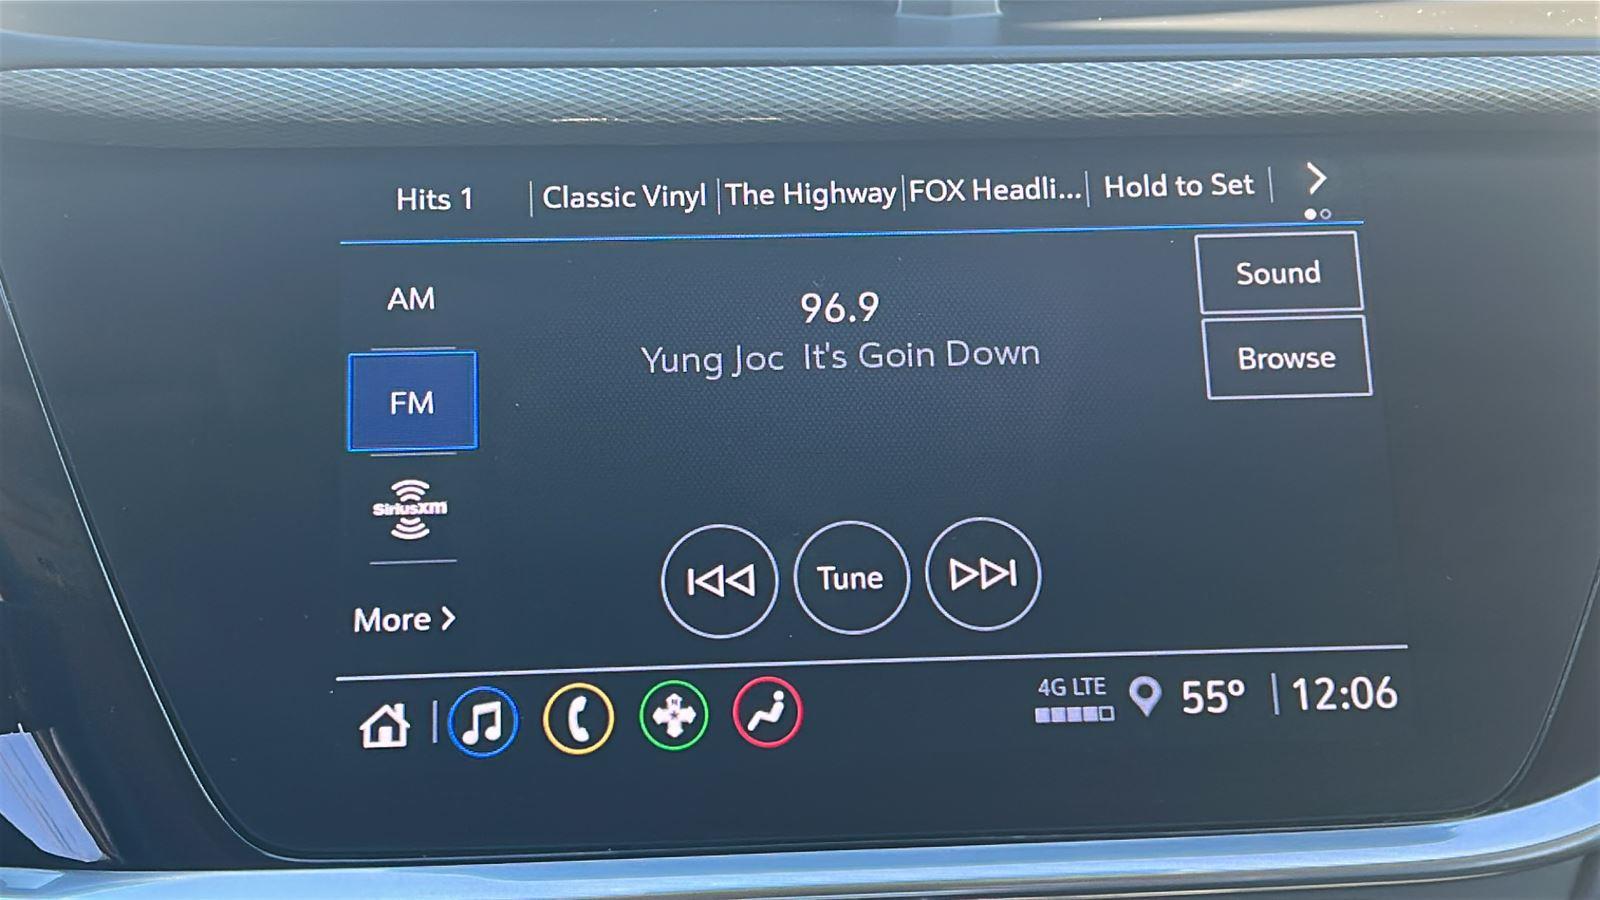 Hits 1 Classic Vinyl The Highway FOX Headli... Hold to Set
AM
96.9
Sound
Yung Joc It's Goin Down
Browse
FM
SiriusXM
Tune
More
4G LTE
55° 12:06